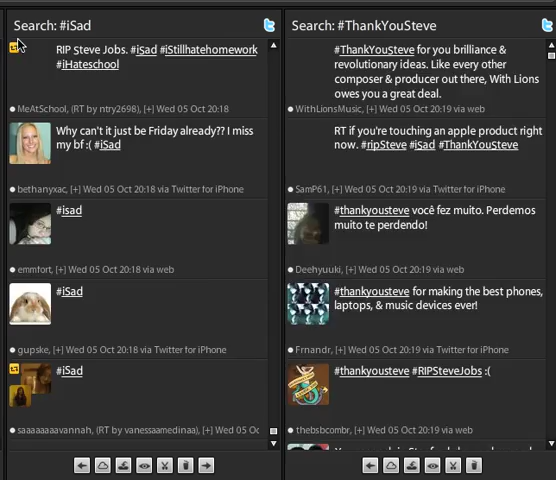 Search: #iSad
RIP Steve Jobs. #iSad #iStillhatehomework
#iHateschool
MeAtSchool, (RT by ntry2698), [+] Wed 05 Oct 20:18
Why can't it just be Friday already?? I miss
my bf :( #iSad
bethanyxac, [+] Wed 05 Oct 20:18 via Twitter for iPhone
#isad
emmfort, [+] Wed 05 Oct 20:18 via web
#iSad
gupske, [+] Wed 05 Oct 20:18 via Twitter for iPhone
#iSad
saaaaaaaavannah, (RT by vanessaamedinaa), [+] Wed 05 Oc
Search: #ThankYouSteve
#ThankYouSteve for you brilliance &
revolutionary ideas. Like every other
composer & producer out there, With Lions
owes you a great deal.
WithLionsMusic, [+] Wed 05 Oct 20:19 via web
RT if you're touching an apple product right
now. #ripSteve #iSad #ThankYouSteve
SamP61, [+] Wed 05 Oct 20:19 via web
#thankyousteve você fez muito. Perdemos
muito te perdendo!
Deehyuuki, [+] Wed 05 Oct 20:19 via web
#thankyousteve for making the best phones,
laptops, & music devices ever!
Frnandr, [+] Wed 05 Oct 20:19 via web
#thankyousteve #RIPSteveJobs :(
thebsbcombr, [+] Wed 05 Oct 20:19 via web